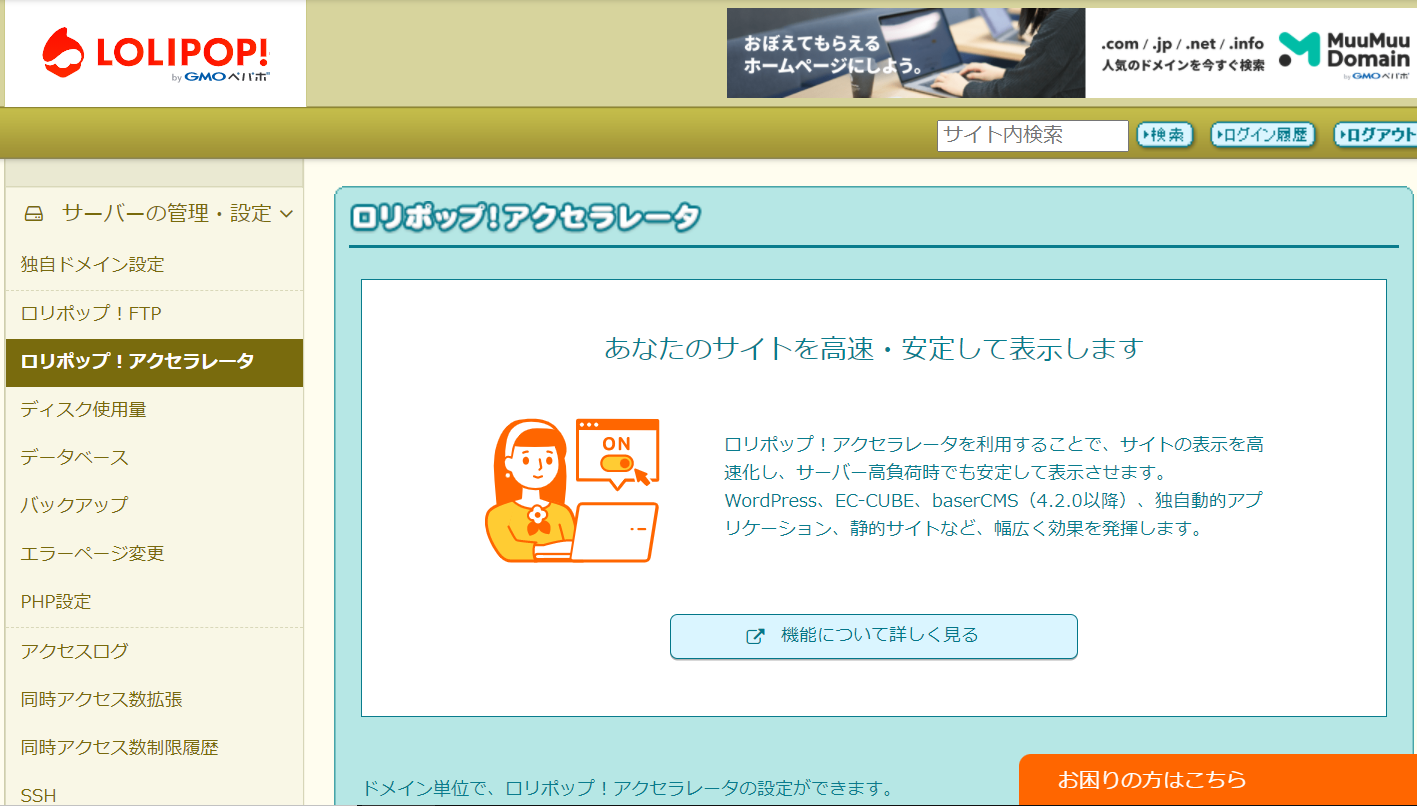 LOLIPOP!
by GMOペパボ
おぼえてもらえる
ホームページにしよう。
.com / .jp / .net / .info
人気のドメインを今すぐ検索
MuuMuu
Domain
by GMOペパボ
サイト内検索
検索
ログイン履歴
ログアウト
サーバーの管理・設定
独自ドメイン設定
ロリポップ！FTP
ロリポップ！アクセラレータ
ディスク使用量
データベース
バックアップ
エラーページ変更
PHP設定
アクセスログ
同時アクセス数拡張
同時アクセス数制限履歴
SSH
ロリポップ!アクセラレータ
あなたのサイトを高速・安定して表示します
ON
ロリポップ！アクセラレータを利用することで、サイトの表示を高
速化し、サーバー高負荷時でも安定して表示させます。
WordPress、EC-CUBE、baserCMS（4.2.0以降）、独自動的アプ
リケーション、静的サイトなど、幅広く効果を発揮します。
機能について詳しく見る
ドメイン単位で、ロリポップ！アクセラレータの設定ができます。
お困りの方はこちら